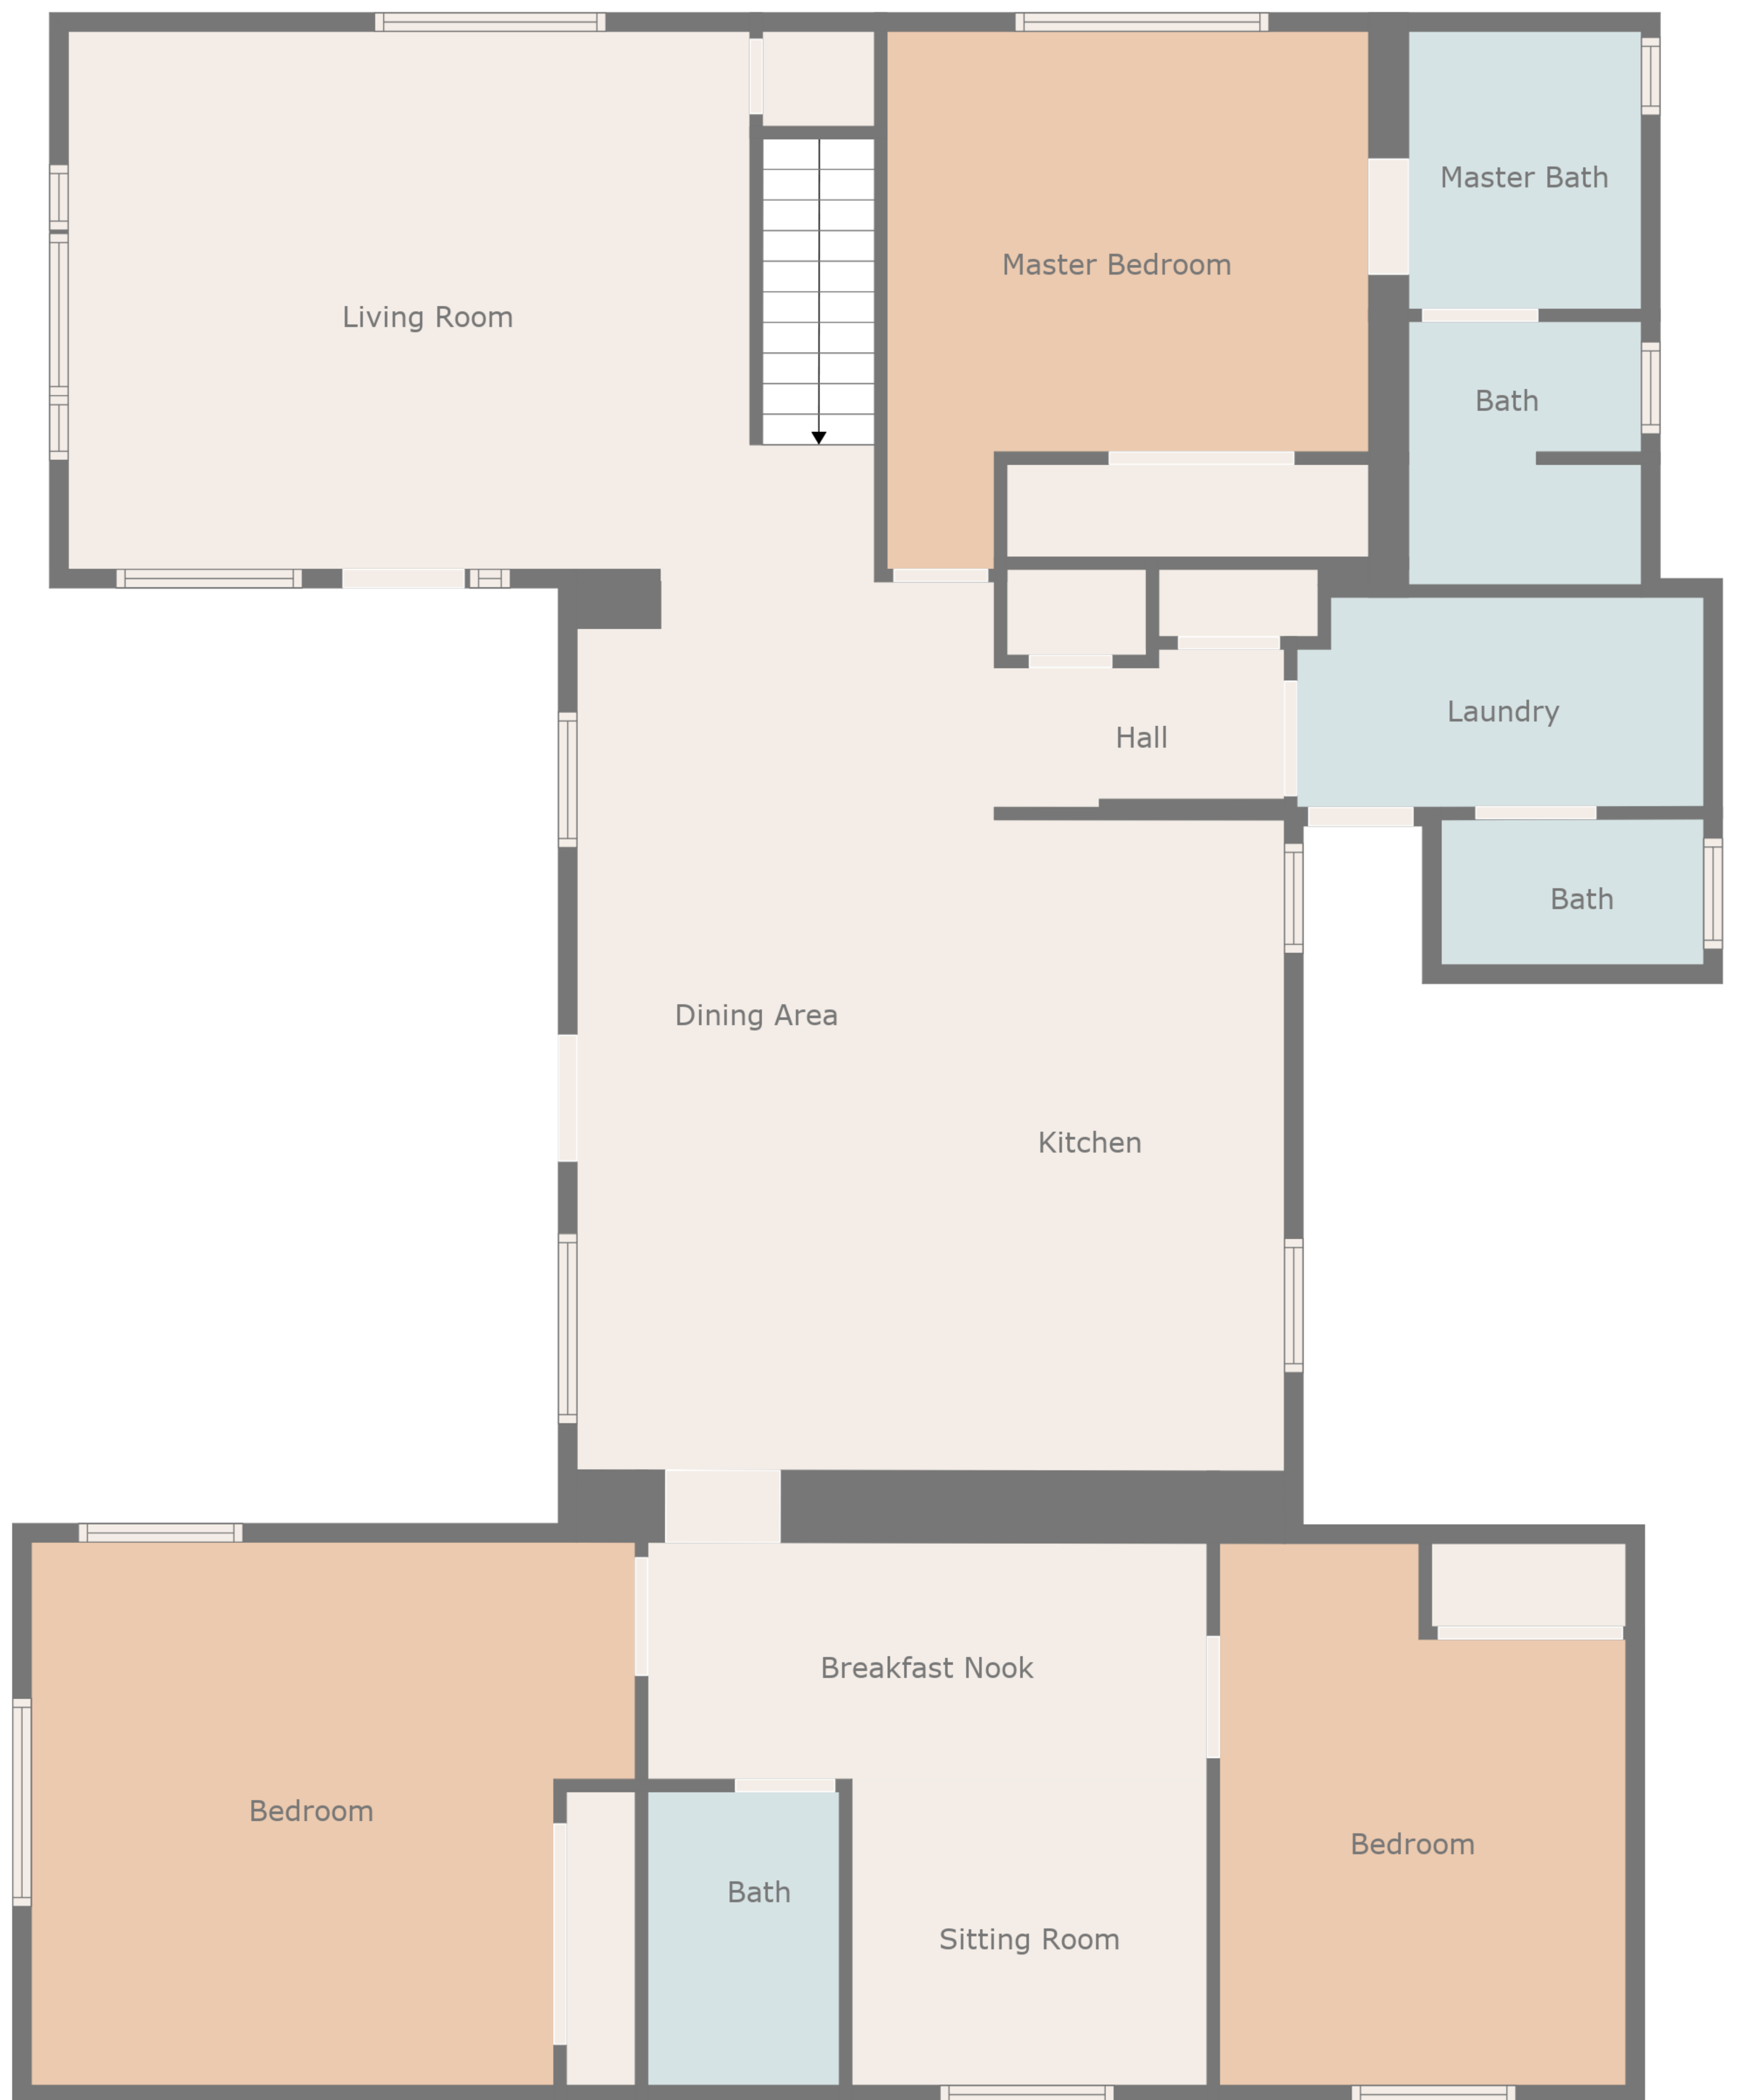 Master Bath
Master Bedroom
Living Room
Bath
Laundry
Hall
Bath
Dining Area
Kitchen
Breakfast Nook
Bedroom
Bedroom
Bath
Sitting Room